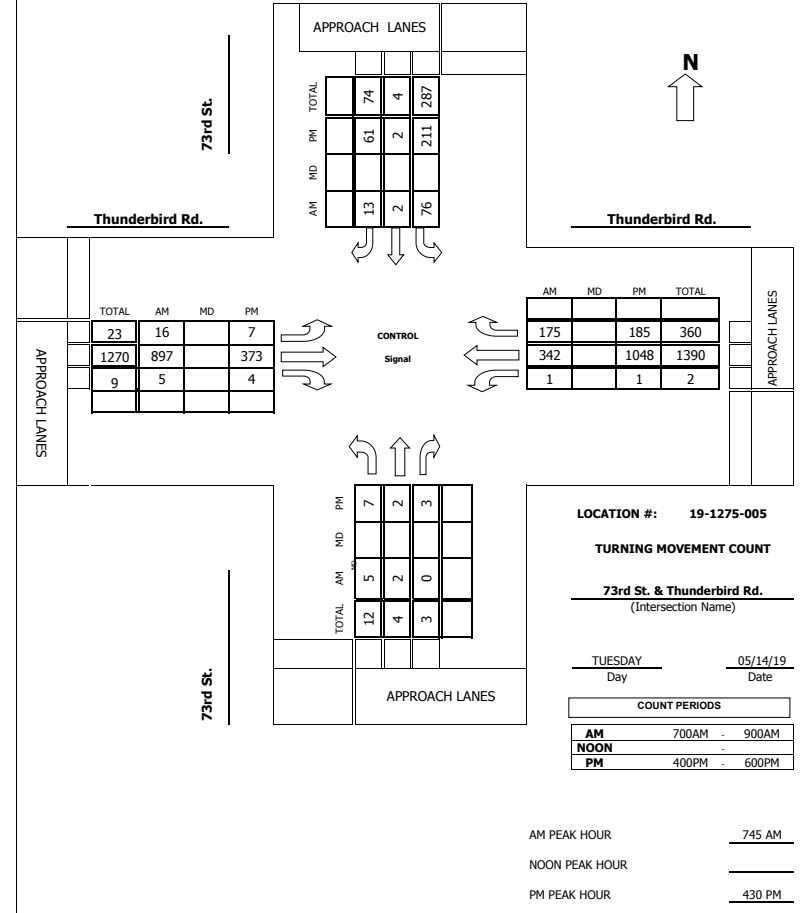 APPROACH LANES
N
73rd St.
TOTAL 74 4 287
PM 61 2 211
MD
AM 13 2 76
Thunderbird Rd.
Thunderbird Rd.
TOTAL AM MD PM
23 16 7
1270 897 373
9 5 4
APPROACH LANES
CONTROL
Signal
AM MD PM TOTAL
175 185 360
342 1048 1390
1 1 2
APPROACH LANES
PM 7 2 3
MD
MD
AM 5 2 0
TOTAL 12 4 3
APPROACH LANES
73rd St.
LOCATION #: 19-1275-005
TURNING MOVEMENT COUNT
73rd St. & Thunderbird Rd.
(Intersection Name)
TUESDAY 05/14/19
Day Date
COUNT PERIODS
AM 700AM - 900AM
NOON -
PM 400PM - 600PM
AM PEAK HOUR 745 AM
NOON PEAK HOUR
PM PEAK HOUR 430 PM